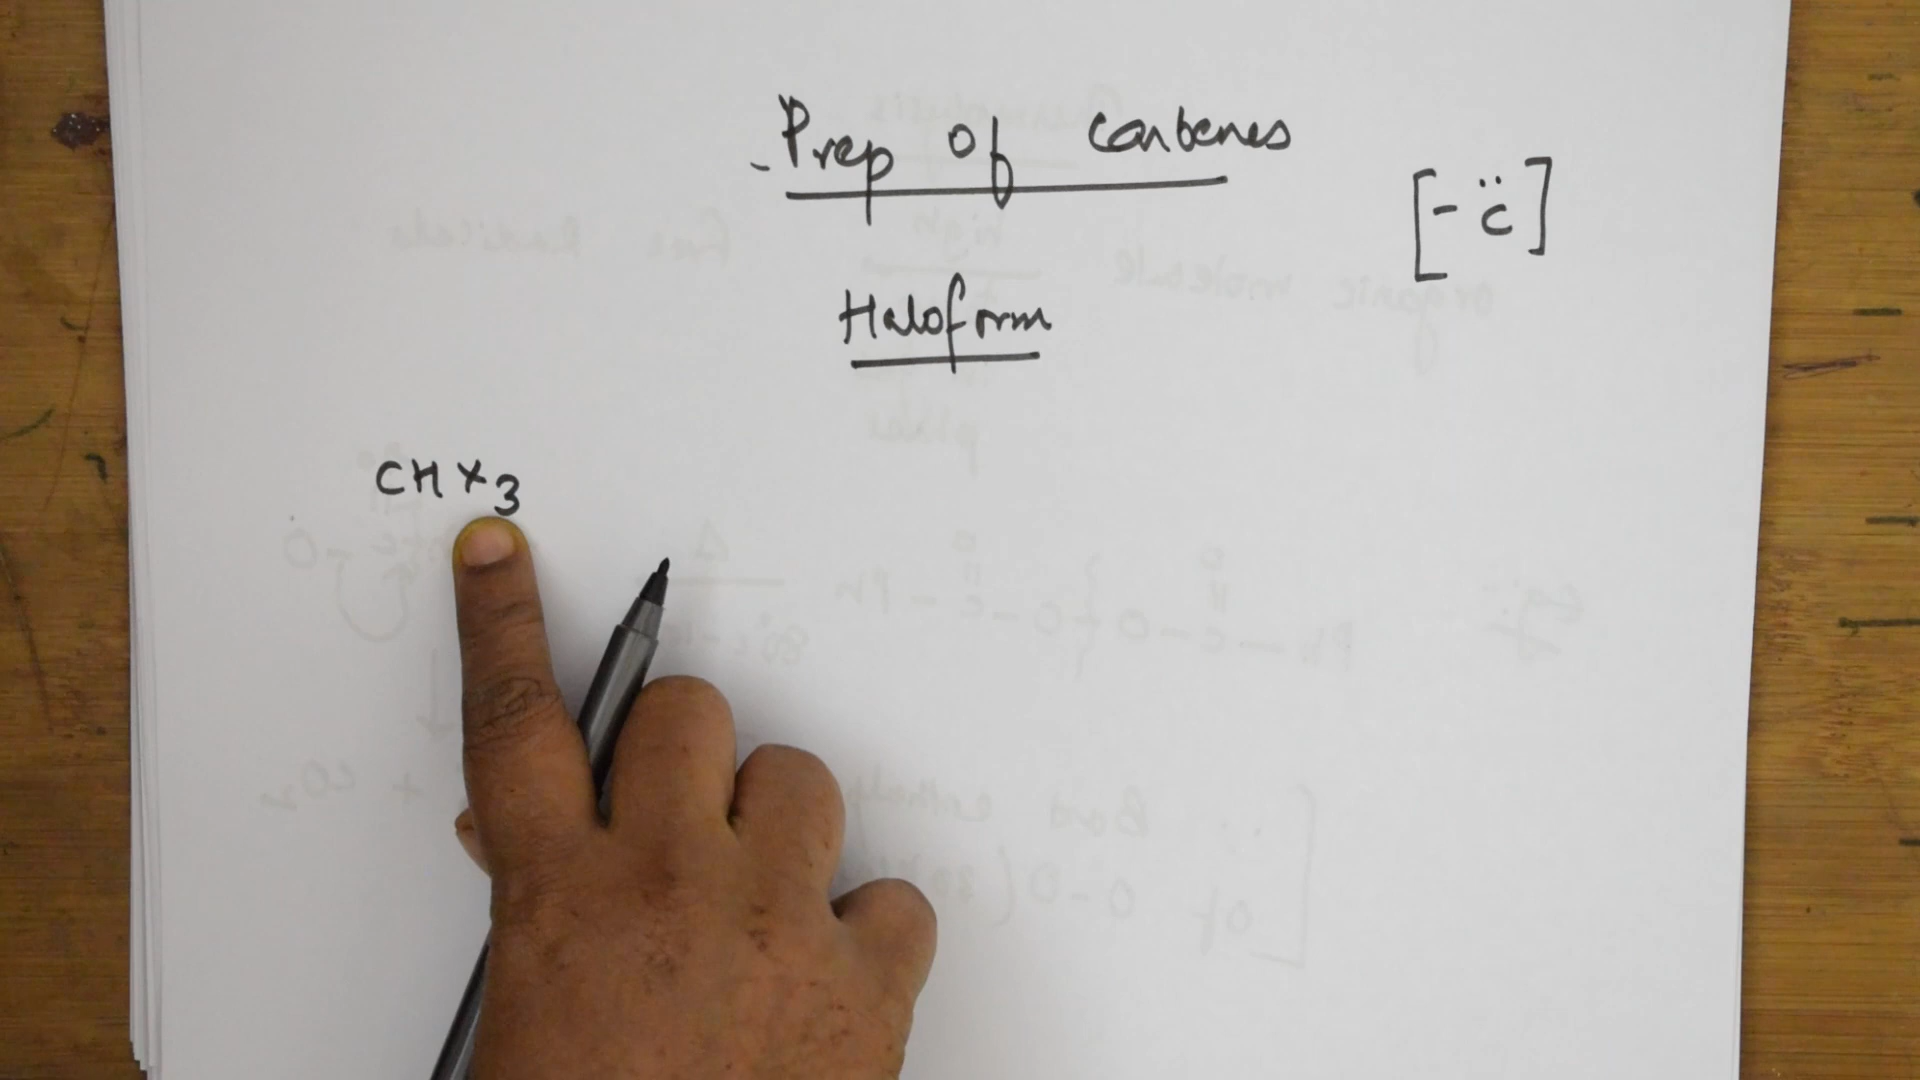 Prep of Carbenes
[- C̈]
Haloform
CHX3